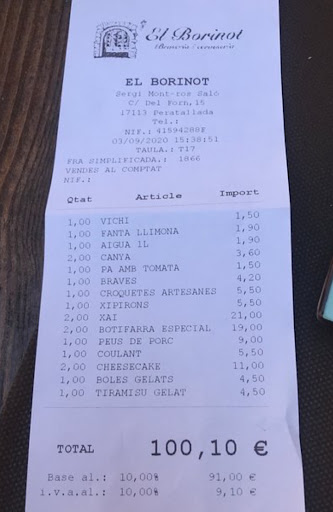 El Borinot
EL BORINOT
Sergi Mont-ros Saló
C/ Del Forn,15
17113 Peratallada
Tel.:
NIF.: 41594288F
03/09/2020 15:38:51
TAULA.: T17
FRA SIMPLIFICADA.: 1866
VENDES AL COMPTAT
NIF.:
Qtat Article Import
1,00 VICHI 1,50
1,00 FANTA LLIMONA 1,90
1,00 AIGUA 1L 1,90
2,00 CANYA 3,60
1,00 PA AMB TOMATA 1,50
1,00 BRAVES 4,20
1,00 CROQUETES ARTESANES 5,50
1,00 XIPIRONS 5,50
2,00 XAI 21,00
2,00 BOTIFARRA ESPECIAL 19,00
1,00 PEUS DE PORC 9,00
1,00 COULANT 5,50
2,00 CHEESECAKE 11,00
1,00 BOLES GELATS 4,50
1,00 TIRAMISU GELAT 4,50
TOTAL 100,10 €
Base al.: 10,00% 91,00 €
i.v.a.al.: 10,00% 9,10 €